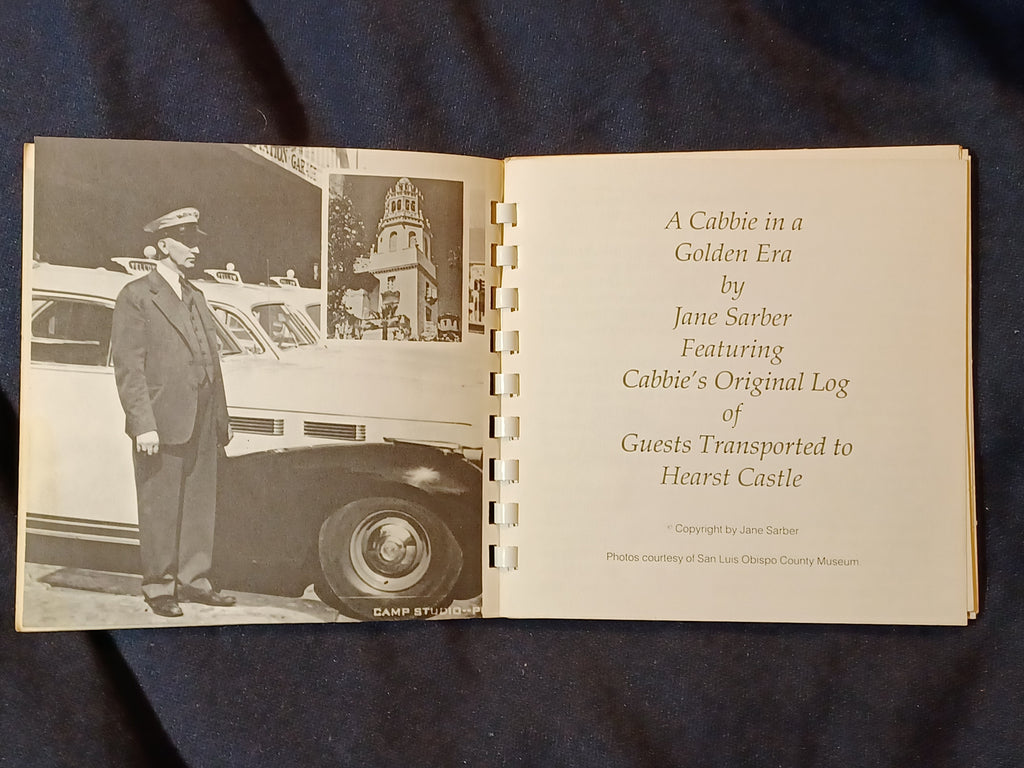 GARAGE
CAMP STUDIO--P
A Cabbie in a
Golden Era
by
Jane Sarber
Featuring
Cabbie's Original Log
of
Guests Transported to
Hearst Castle
© Copyright by Jane Sarber
Photos courtesy of San Luis Obispo County Museum